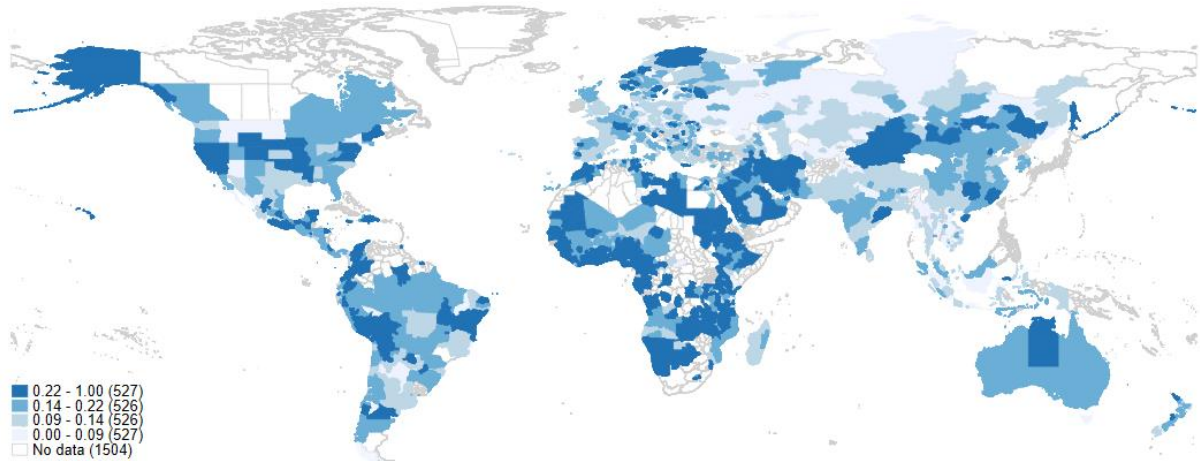 0.22 - 1.00 (527)
0.14 - 0.22 (526)
0.09 - 0.14 (526)
0.00 - 0.09 (527)
No data (1504)